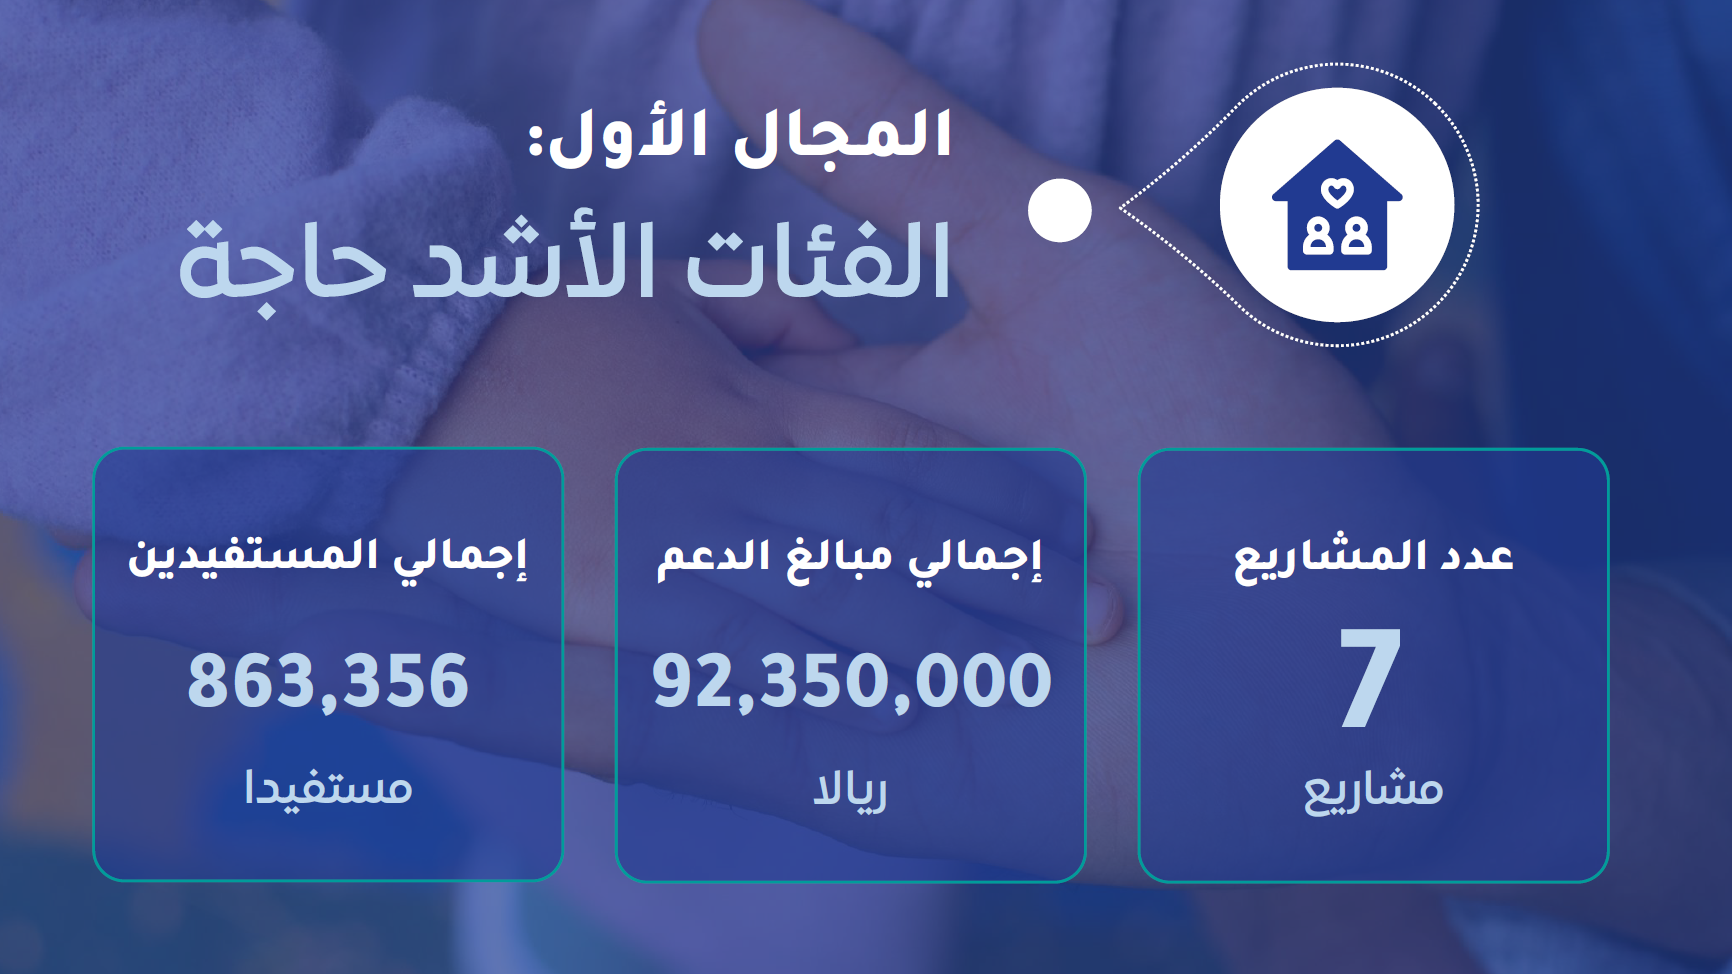 المجال الأول:
الفئات الأشد حاجة
عدد المشاريع
7
مشاريع
إجمالي مبالغ الدعم
92,350,000
ريالا
إجمالي المستفيدين
863,356
مستفيدا